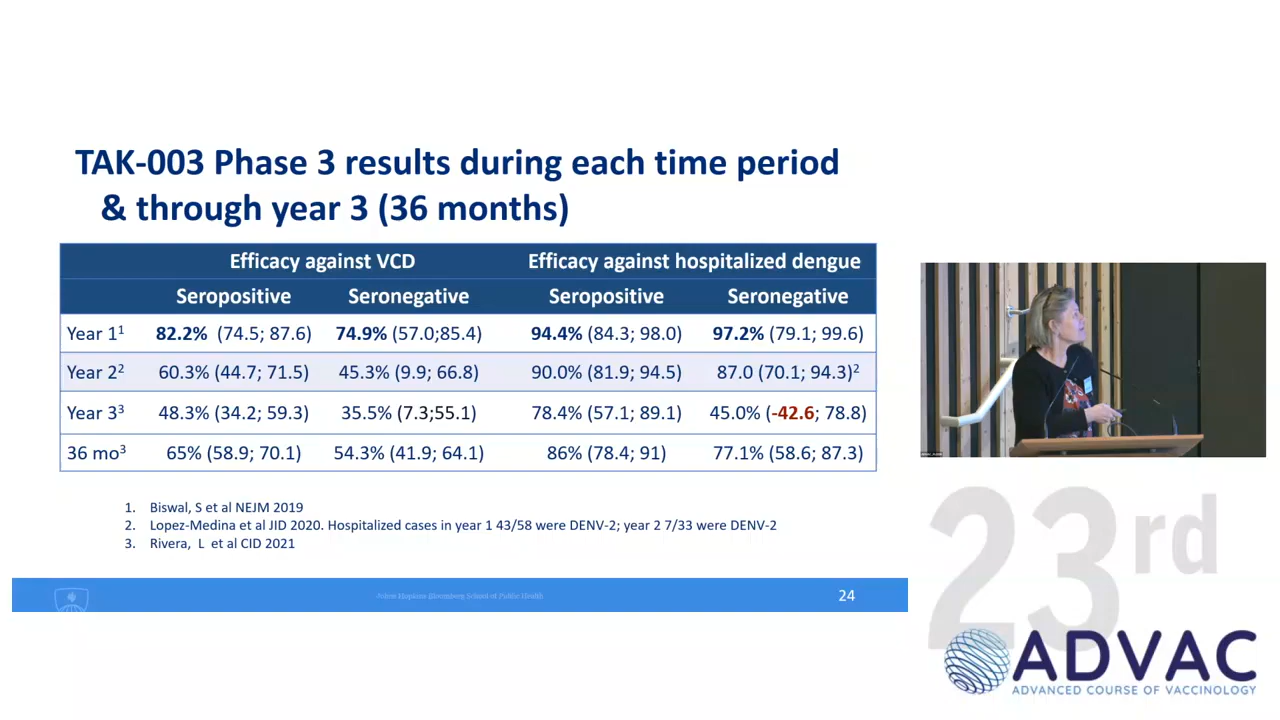 TAK-003 Phase 3 results during each time period
& through year 3 (36 months)
Efficacy against VCD Efficacy against hospitalized dengue
Seropositive Seronegative Seropositive Seronegative
Year 1¹ 82.2% (74.5; 87.6) 74.9% (57.0;85.4) 94.4% (84.3; 98.0) 97.2% (79.1; 99.6)
Year 2² 60.3% (44.7; 71.5) 45.3% (9.9; 66.8) 90.0% (81.9; 94.5) 87.0 (70.1; 94.3)²
Year 3³ 48.3% (34.2; 59.3) 35.5% (7.3;55.1) 78.4% (57.1; 89.1) 45.0% (-42.6; 78.8)
36 mo³ 65% (58.9; 70.1) 54.3% (41.9; 64.1) 86% (78.4; 91) 77.1% (58.6; 87.3)
1. Biswal, S et al NEJM 2019
2. Lopez-Medina et al JID 2020. Hospitalized cases in year 1 43/58 were DENV-2; year 2 7/33 were DENV-2
3. Rivera, L et al CID 2021
Johns Hopkins Bloomberg School of Public Health
24
23rd
ADVAC
ADVANCED COURSE OF VACCINOLOGY